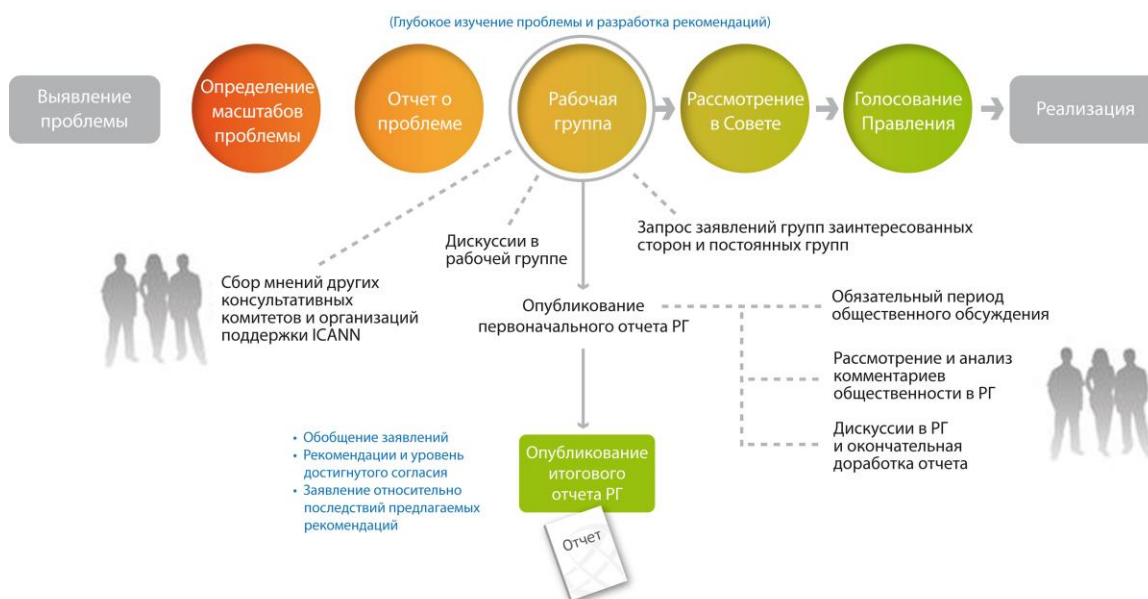 (Глубокое изучение проблемы и разработка рекомендаций)
Выявление
проблемы
Определение
масштабов
проблемы
Отчет о
проблеме
Рабочая
группа
Рассмотрение
в Совете
Голосование
Правления
Реализация
Сбор мнений других
консультативных
комитетов и организаций
поддержки ICANN
Дискуссии в
рабочей группе
Запрос заявлений групп заинтересованных
сторон и постоянных групп
Опубликование
первоначального отчета РГ
Обязательный период
общественного обсуждения
Рассмотрение и анализ
комментариев
общественности в РГ
Дискуссии в РГ
и окончательная
доработка отчета
• Обобщение заявлений
• Рекомендации и уровень
достигнутого согласия
• Заявление относительно
последствий предлагаемых
рекомендаций
Опубликование
итогового
отчета РГ
Отчет